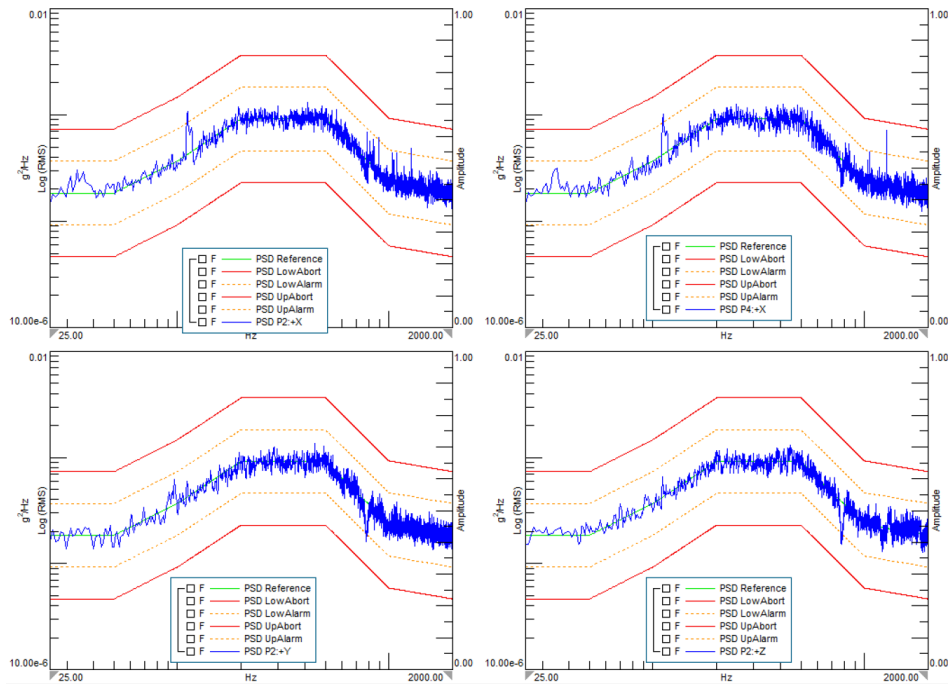 0.01
1.00
g²/Hz
Log (RMS)
Amplitude
F PSD Reference
F PSD LowAbort
F PSD LowAlarm
F PSD UpAbort
F PSD UpAlarm
F PSD P2:+X
10.00e-6
0.00
25.00
Hz
2000.00
0.01
1.00
g²/Hz
Log (RMS)
Amplitude
F PSD Reference
F PSD LowAbort
F PSD LowAlarm
F PSD UpAbort
F PSD UpAlarm
F PSD P4:+X
10.00e-6
0.00
25.00
Hz
2000.00
0.01
1.00
g²/Hz
Log (RMS)
Amplitude
F PSD Reference
F PSD LowAbort
F PSD LowAlarm
F PSD UpAbort
F PSD UpAlarm
F PSD P2:+Y
10.00e-6
0.00
25.00
Hz
2000.00
0.01
1.00
g²/Hz
Log (RMS)
Amplitude
F PSD Reference
F PSD LowAbort
F PSD LowAlarm
F PSD UpAbort
F PSD UpAlarm
F PSD P2:+Z
10.00e-6
0.00
25.00
Hz
2000.00